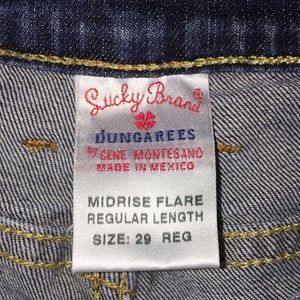 Lucky Brand®
DUNGAREES
BY GENE MONTESANO
MADE IN MEXICO
MIDRISE FLARE
REGULAR LENGTH
SIZE: 29 REG